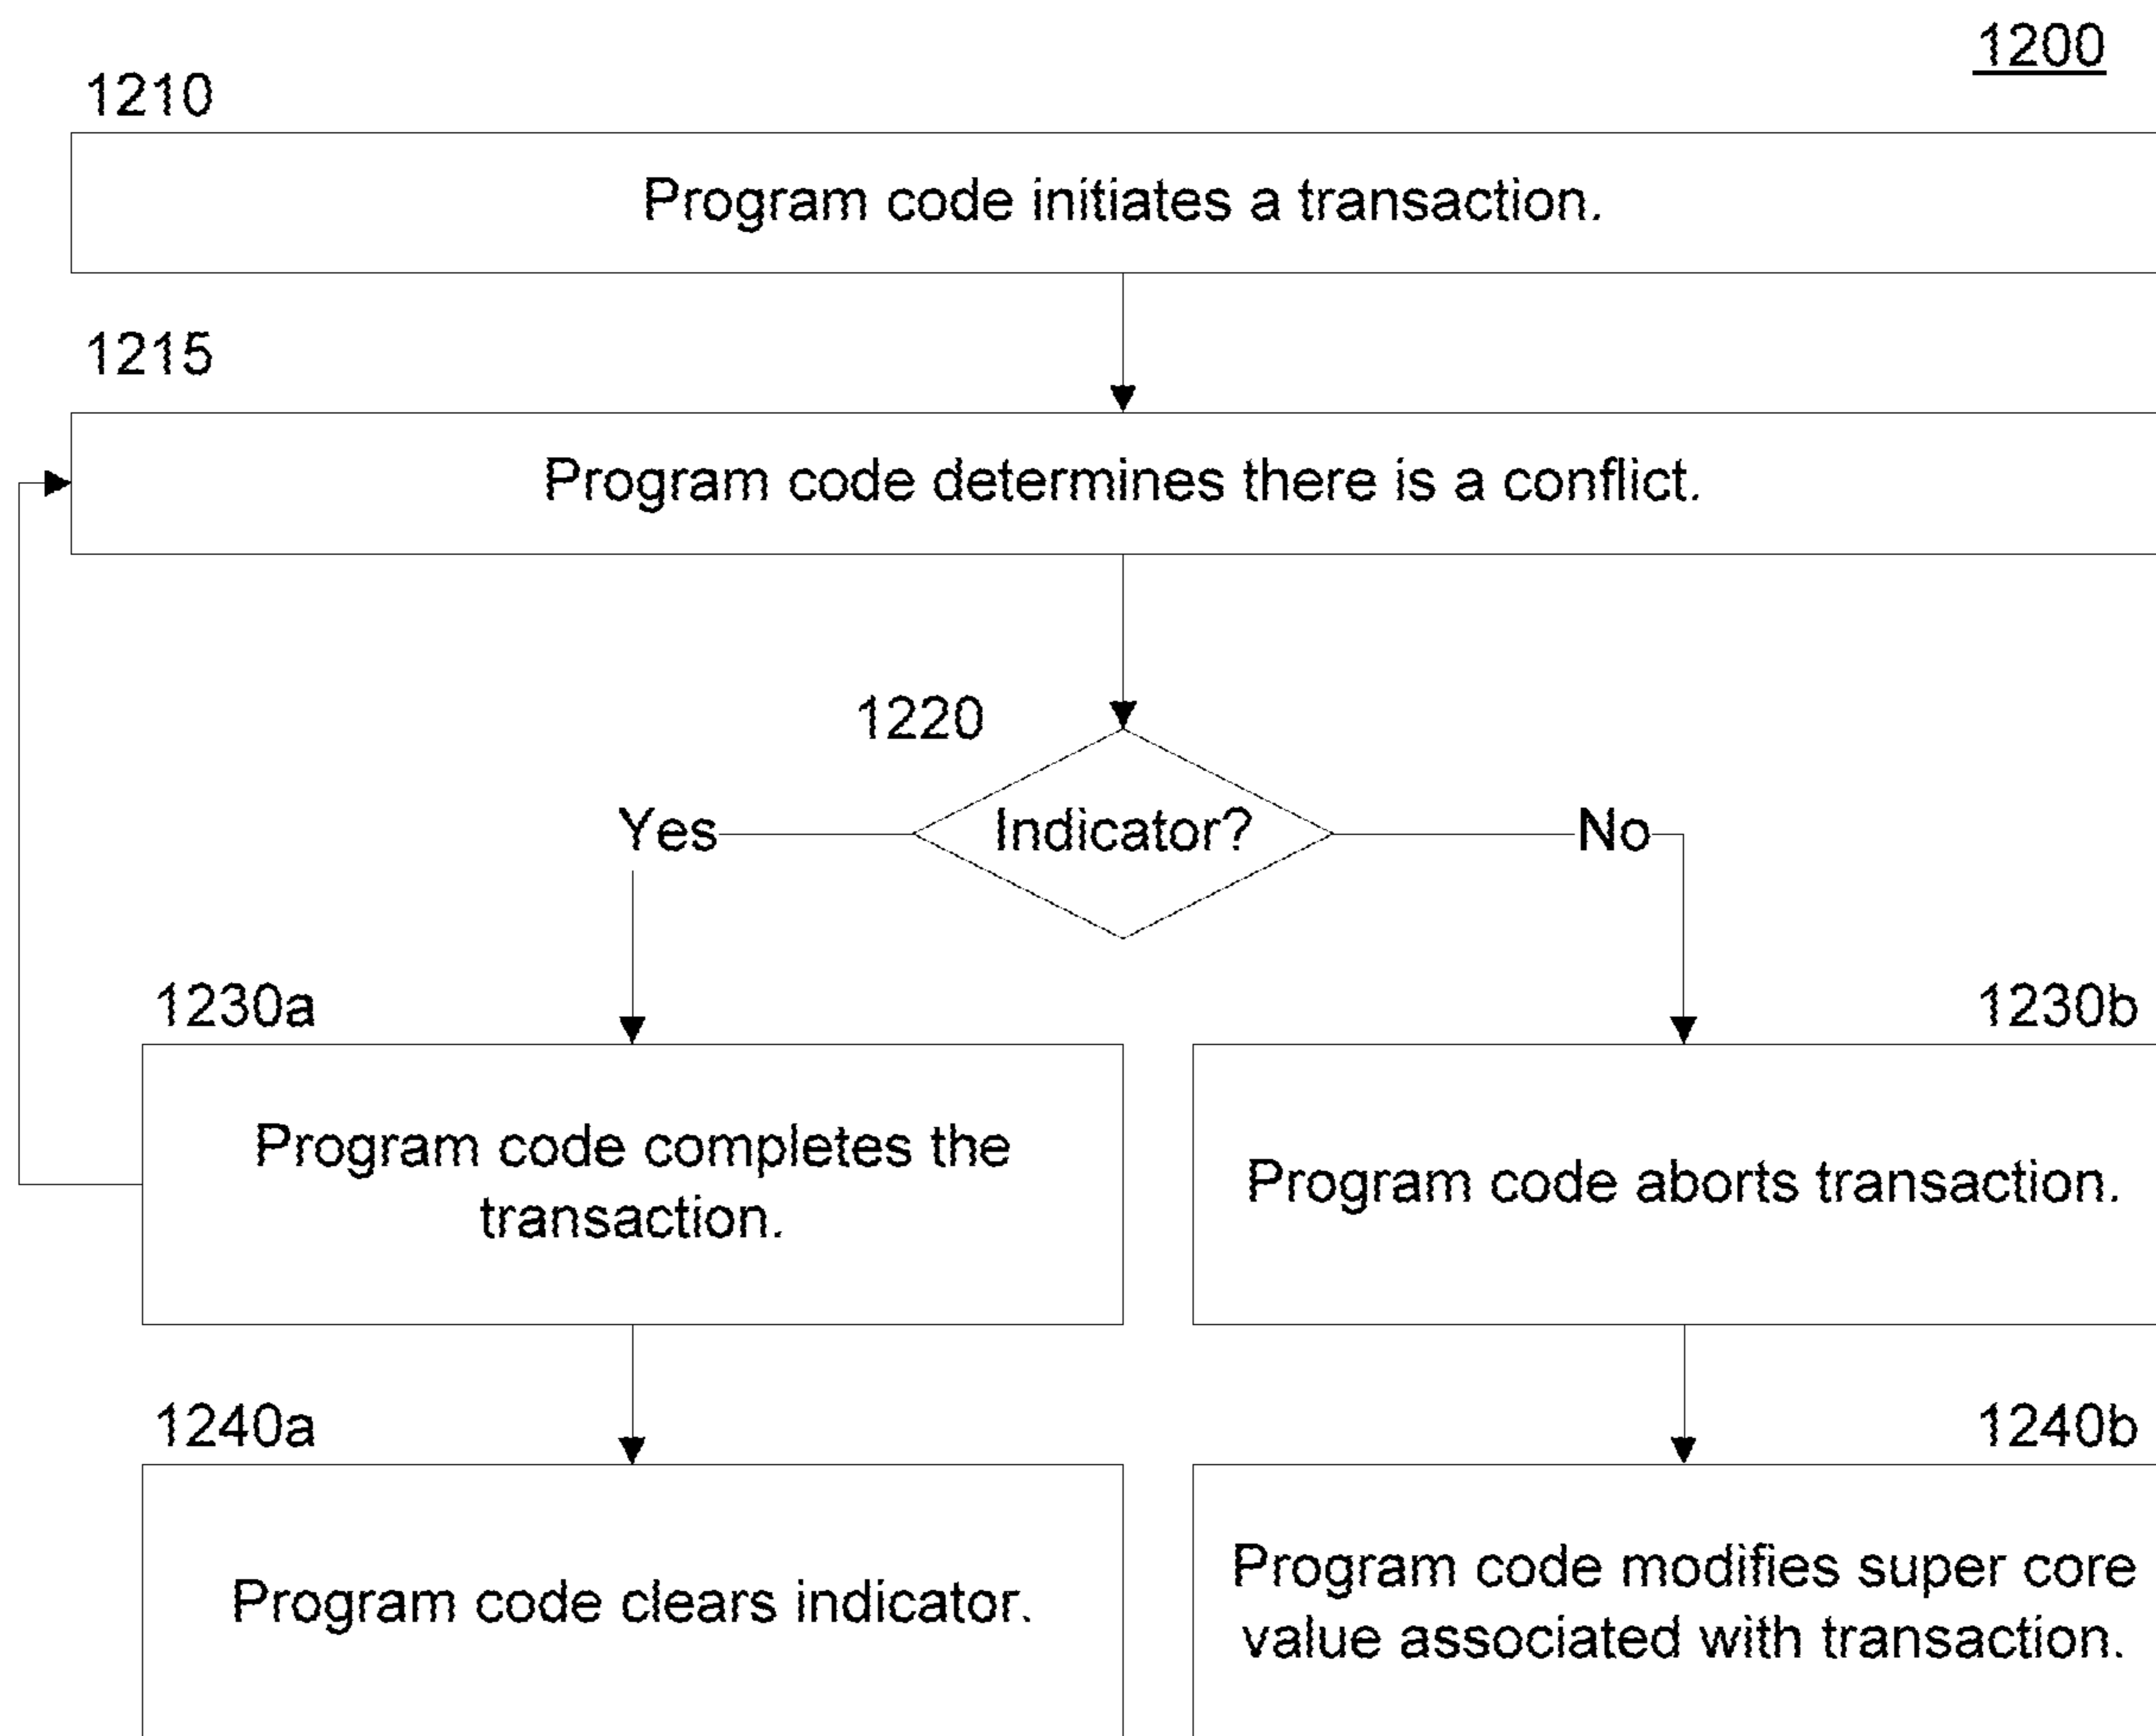 1200
1210
Program code initiates a transaction.
1215
Program code determines there is a conflict.
1220
Yes
Indicator?
No
1230a
1230b
Program code completes the
transaction.
Program code aborts transaction.
1240a
1240b
Program code clears indicator.
Program code modifies super core
value associated with transaction.